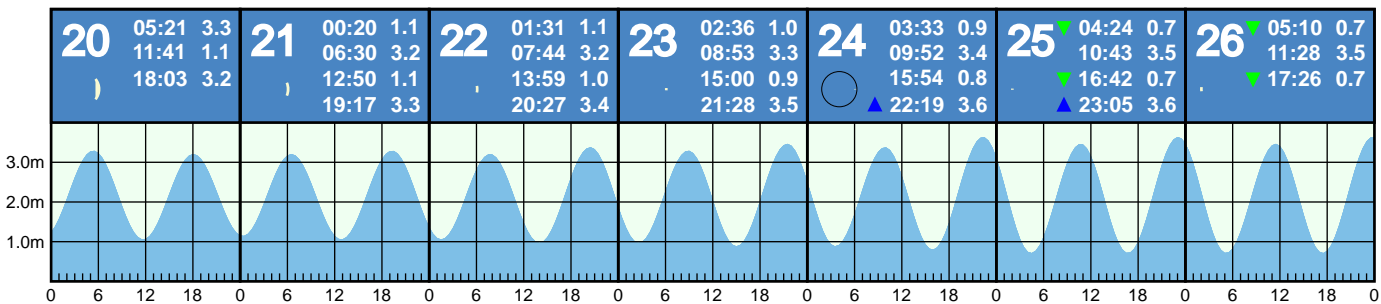 20
05:21 3.3
11:41 1.1
18:03 3.2
21
00:20 1.1
06:30 3.2
12:50 1.1
19:17 3.3
22
01:31 1.1
07:44 3.2
13:59 1.0
20:27 3.4
23
02:36 1.0
08:53 3.3
15:00 0.9
21:28 3.5
24
03:33 0.9
09:52 3.4
15:54 0.8
▲ 22:19 3.6
25
▼ 04:24 0.7
10:43 3.5
▼ 16:42 0.7
▲ 23:05 3.6
26
▼ 05:10 0.7
11:28 3.5
▼ 17:26 0.7
3.0m
2.0m
1.0m
0 6 12 18 0 6 12 18 0 6 12 18 0 6 12 18 0 6 12 18 0 6 12 18 0 6 12 18 0